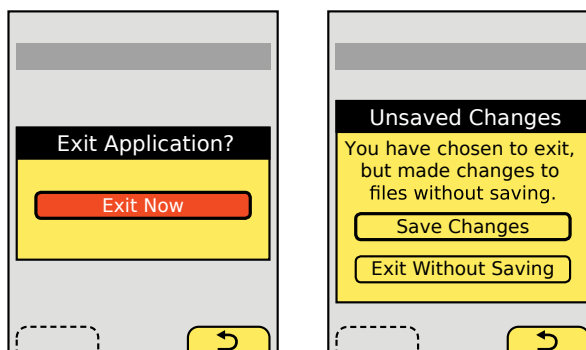 Exit Application?
Exit Now
Unsaved Changes
You have chosen to exit,
but made changes to
files without saving.
Save Changes
Exit Without Saving